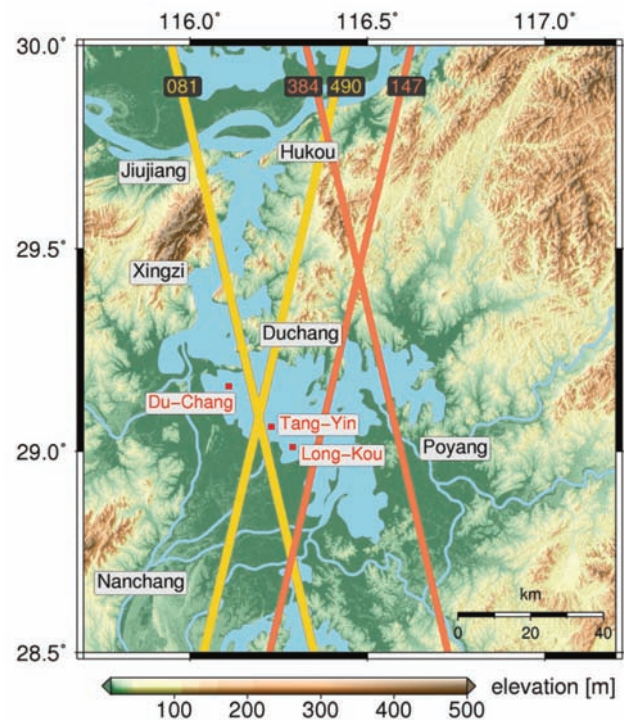 116.0° 116.5° 117.0°
30.0°
081 384 490 147
Hukou
Jiujiang
29.5°
Xingzi
Duchang
Du–Chang
Tang–Yin
29.0°
Long–Kou
Poyang
Nanchang
km
0 20 40
28.5°
100 200 300 400 500
elevation [m]